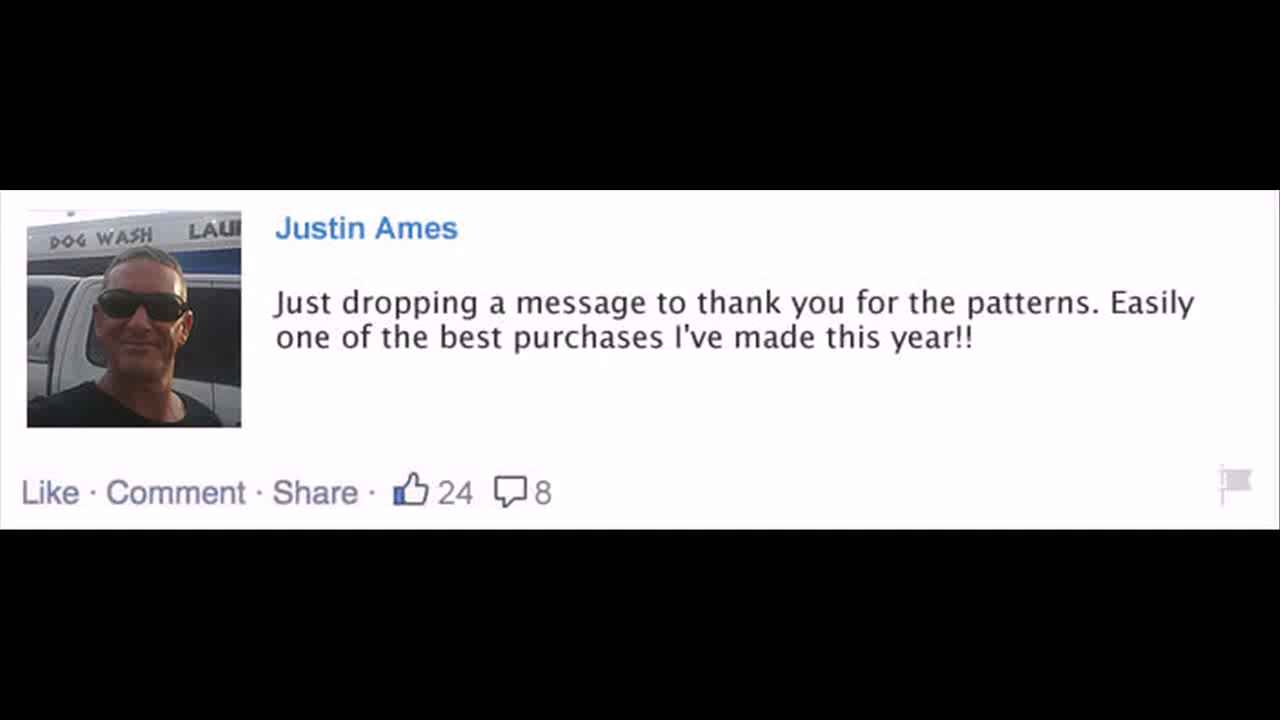 DOG WASH
Justin Ames
Just dropping a message to thank you for the patterns. Easily
one of the best purchases I've made this year!!
Like · Comment · Share · 24 8